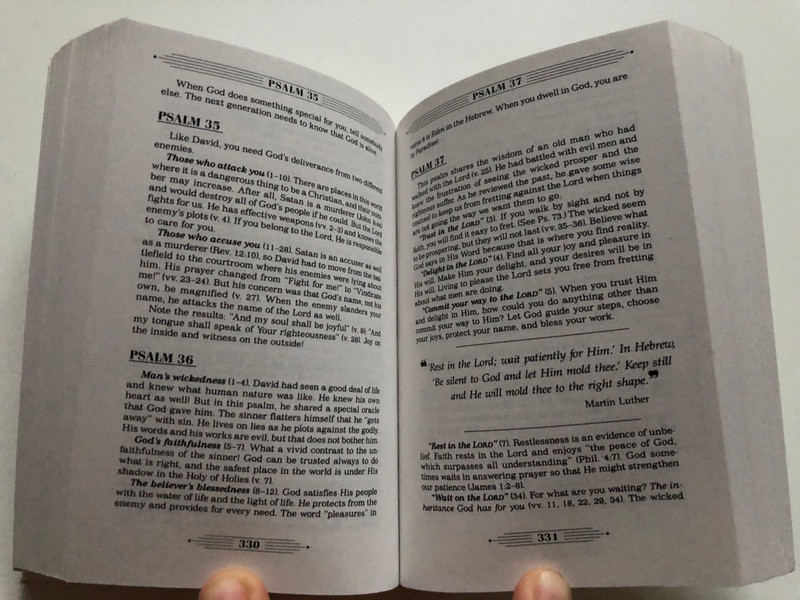 PSALM 35
When God does something special for you, tell somebody
else. The next generation needs to know that God is alive.
PSALM 35
Like David, you need God's deliverance from two different
enemies.
Those who attack you (1–10). There are places in this world
where it is a dangerous thing to be a Christian, and their num-
ber may increase. After all, Satan is a murderer (John 8:44)
and would destroy all of God's people if he could. But the Lord
fights for us. He has effective weapons (vv. 2–3) and knows the
enemy's plots (v. 4). If you belong to the Lord, He is responsible
to care for you.
Those who accuse you (11–28). Satan is an accuser as well
as a murderer (Rev. 12:10), so David had to move from the bat-
tlefield to the courtroom where his enemies were lying about
him. His prayer changed from "Fight for me!" to "Vindicate
me!" (vv. 23–24). But his concern was that God's name, not his
own, be magnified (v. 27). When the enemy slanders your
name, he attacks the name of the Lord as well.
Note the results: "And my soul shall be joyful" (v. 9); "And
my tongue shall speak of Your righteousness" (v. 28). Joy on
the inside and witness on the outside!
PSALM 36
Man's wickedness (1–4). David had seen a good deal of life
and knew what human nature was like. He knew his own
heart as well! But in this psalm, he shared a special oracle
that God gave him. The sinner flatters himself that he "gets
away" with sin. He lives on lies as he plots against the godly.
His words and his works are evil, but that does not bother him.
God's faithfulness (5–7). What a vivid contrast to the un-
faithfulness of the sinner! God can be trusted always to do
what is right, and the safest place in the world is under His
shadow in the Holy of Holies (v. 7).
The believer's blessedness (8–12). God satisfies His people
with the water of life and the light of life. He protects from the
enemy and provides for every need. The word "pleasures" in
330
PSALM 37
verse 8 is Eden in the Hebrew. When you dwell in God, you are
in Paradise!
PSALM 37
This psalm shares the wisdom of an old man who had
walked with the Lord (v. 25). He had battled with evil men and
knew the frustration of seeing the wicked prosper and the
righteous suffer. As he reviewed the past, he gave some wise
counsel to keep us from fretting against the Lord when things
are not going the way we want them to go.
"Trust in the LORD" (3). If you walk by sight and not by
faith, you will find it easy to fret. (See Ps. 73.) The wicked seem
to be prospering, but they will not last (vv. 35–36). Believe what
God says in His Word because that is where you find reality.
"Delight in the LORD" (4). Find all your joy and pleasure in
His will. Make Him your delight, and your desires will be in
His will. Living to please the Lord sets you free from fretting
about what men are doing.
"Commit your way to the LORD" (5). When you trust Him
and delight in Him, how could you do anything other than
commit your way to Him? Let God guide your steps, choose
your joys, protect your name, and bless your work.
❝'Rest in the Lord; wait patiently for Him.' In Hebrew,
'Be silent to God and let Him mold thee.' Keep still
and He will mold thee to the right shape.❞
Martin Luther
"Rest in the LORD" (7). Restlessness is an evidence of unbe-
lief. Faith rests in the Lord and enjoys "the peace of God,
which surpasses all understanding" (Phil. 4:7). God some-
times waits in answering prayer so that He might strengthen
our patience (James 1:2–8).
"Wait on the LORD" (34). For what are you waiting? The in-
heritance God has for you (vv. 11, 18, 22, 29, 34). The wicked
331